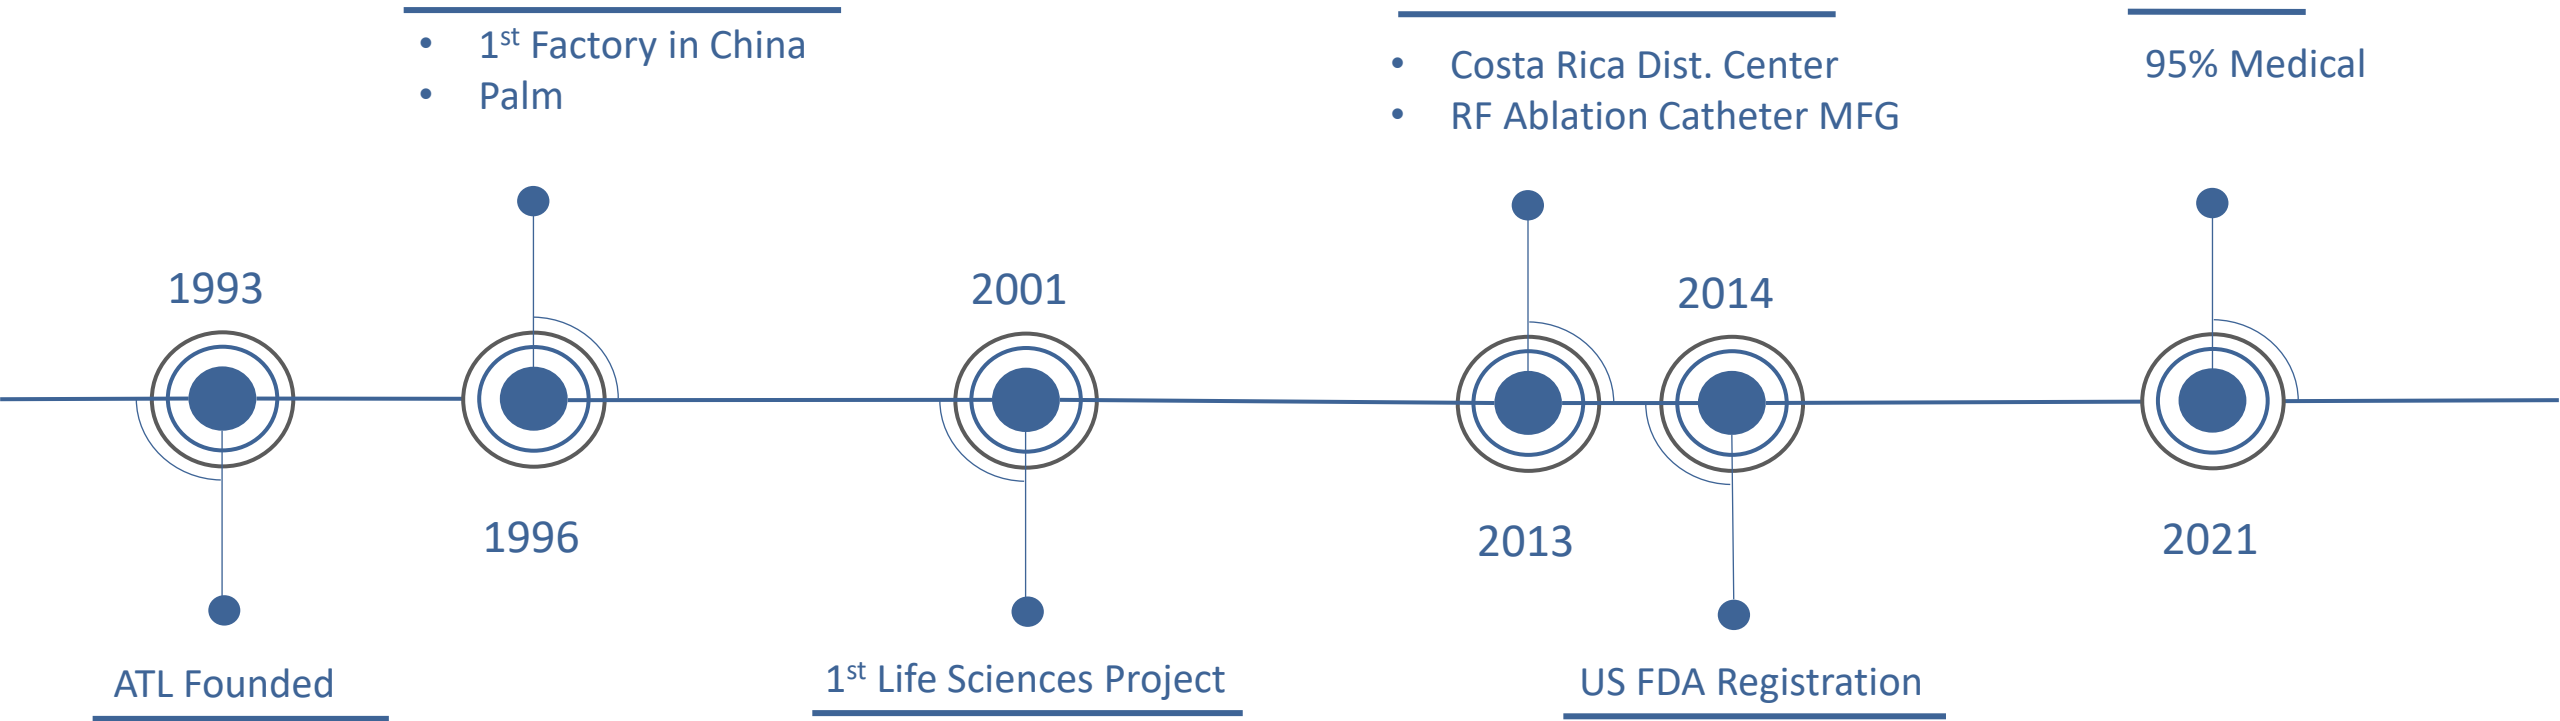 • 1st Factory in China
• Palm
• Costa Rica Dist. Center
• RF Ablation Catheter MFG
95% Medical
1993
2001
2014
1996
2013
2021
ATL Founded
1st Life Sciences Project
US FDA Registration